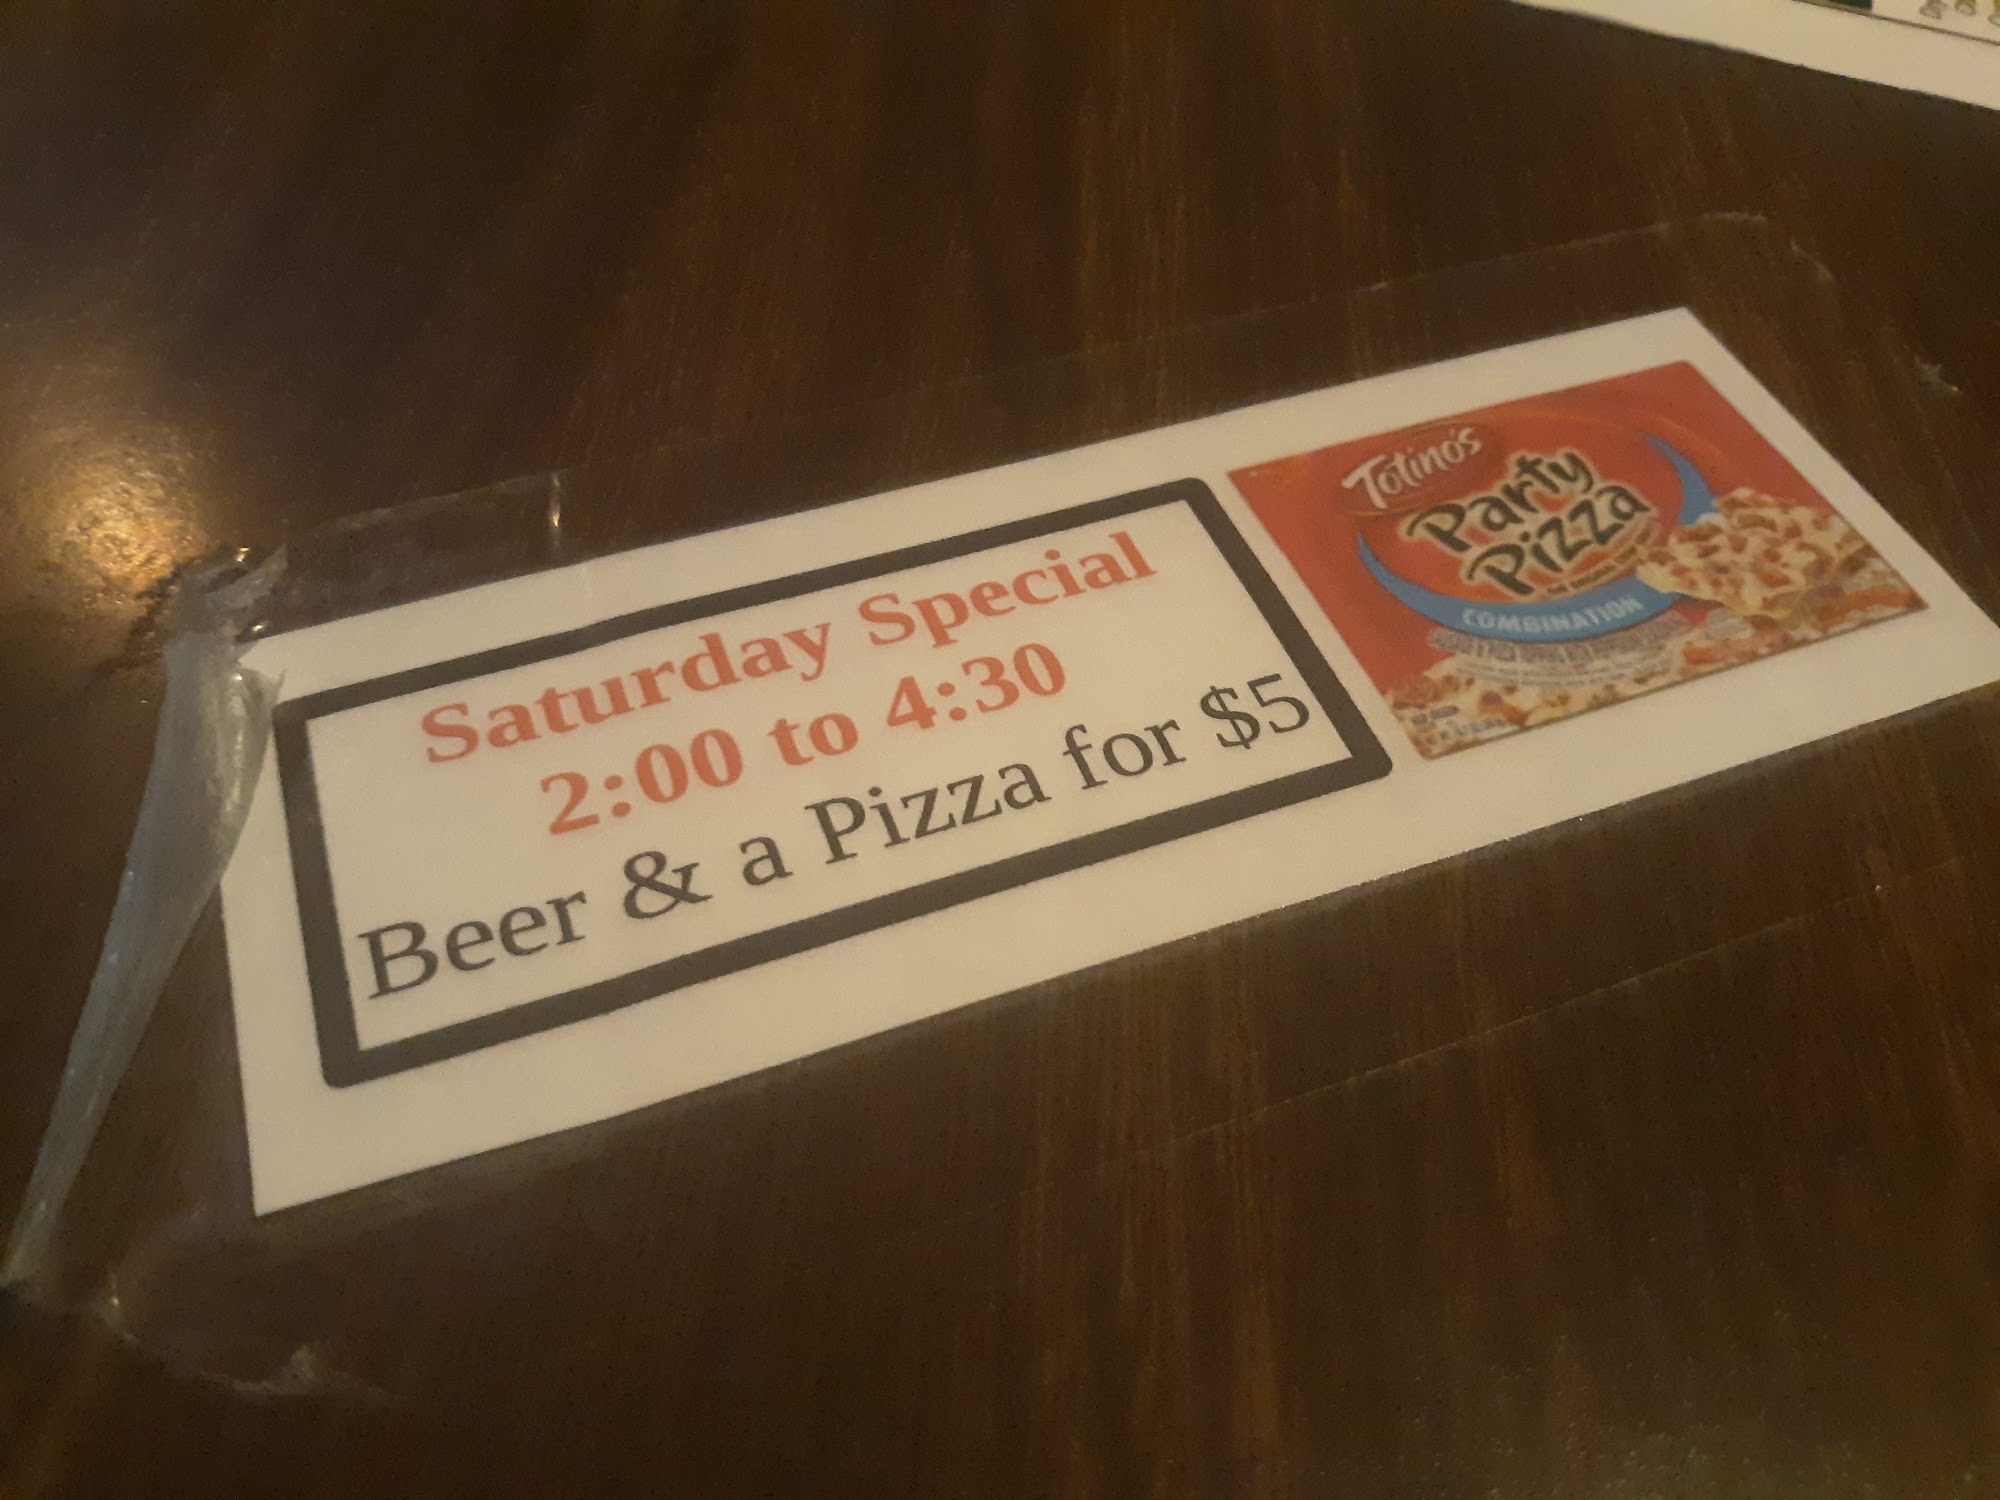 Saturday Special
2:00 to 4:30
Beer & a Pizza for $5
Totino's
Party
Pizza
COMBINATION